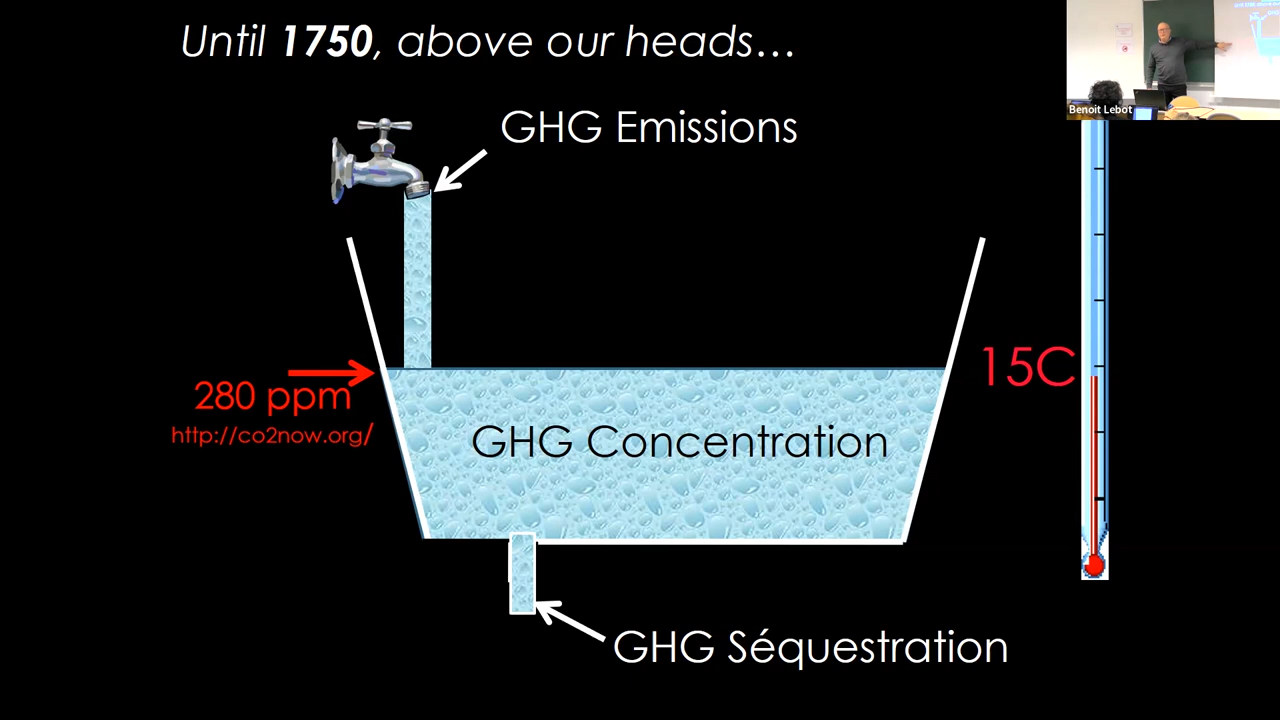 Until 1750, above our heads…
Benoit Lebot
GHG Emissions
15C
280 ppm
http://co2now.org/
GHG Concentration
GHG Séquestration